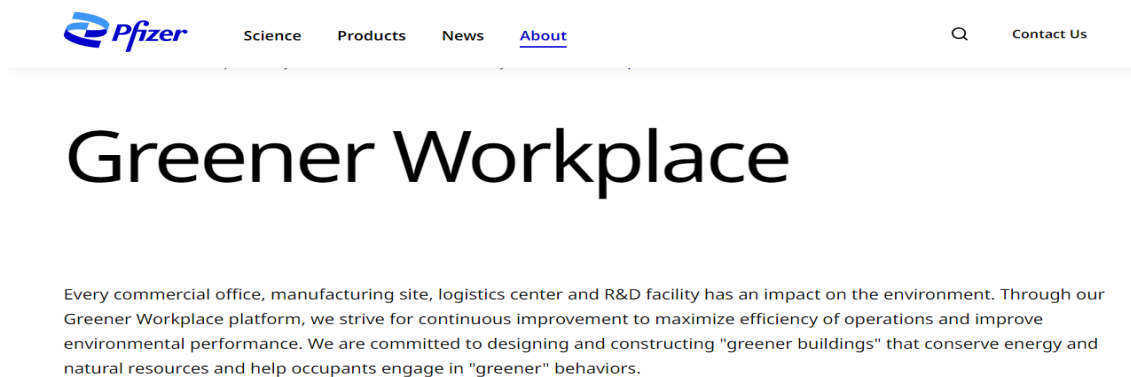 Pfizer
Science Products News About
Contact Us
Greener Workplace
Every commercial office, manufacturing site, logistics center and R&D facility has an impact on the environment. Through our
Greener Workplace platform, we strive for continuous improvement to maximize efficiency of operations and improve
environmental performance. We are committed to designing and constructing "greener buildings" that conserve energy and
natural resources and help occupants engage in "greener" behaviors.